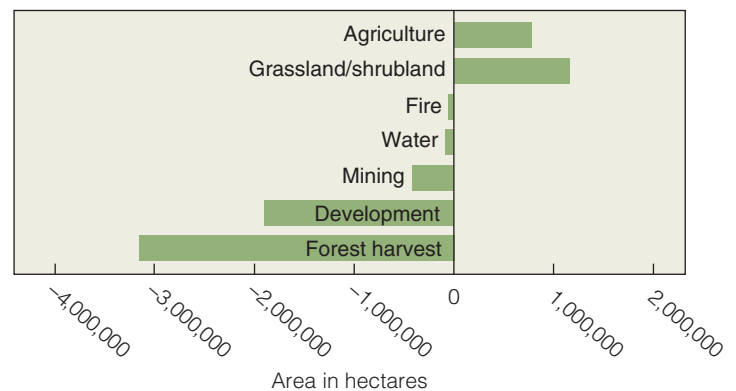 Agriculture
Grassland/shrubland
Fire
Water
Mining
Development
Forest harvest
–4,000,000
–3,000,000
–2,000,000
–1,000,000
0
1,000,000
2,000,000
Area in hectares